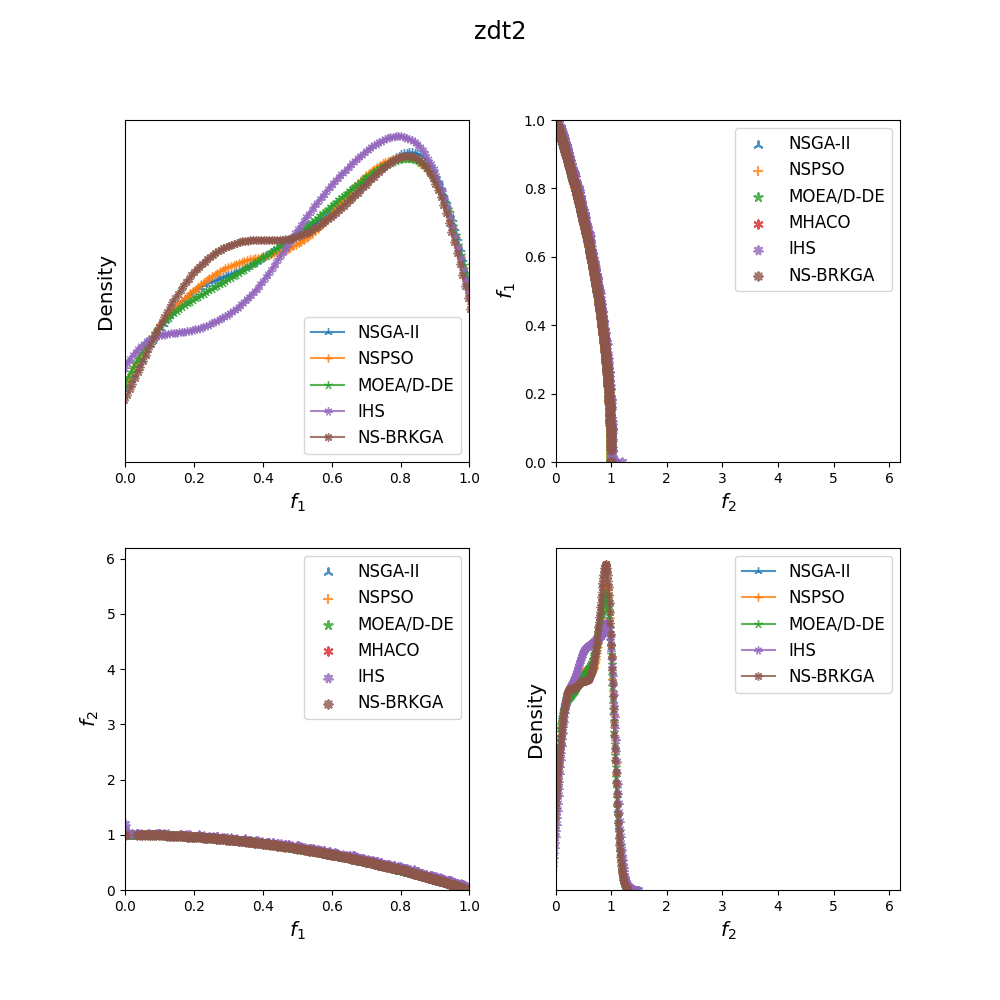 zdt2
Density
NSGA-II
NSPSO
MOEA/D-DE
IHS
NS-BRKGA
0.0 0.2 0.4 0.6 0.8 1.0
f1
f1
1.0
0.8
0.6
0.4
0.2
0.0
NSGA-II
NSPSO
MOEA/D-DE
MHACO
IHS
NS-BRKGA
0 1 2 3 4 5 6
f2
f2
6
5
4
3
2
1
0
NSGA-II
NSPSO
MOEA/D-DE
MHACO
IHS
NS-BRKGA
0.0 0.2 0.4 0.6 0.8 1.0
f1
Density
NSGA-II
NSPSO
MOEA/D-DE
IHS
NS-BRKGA
0 1 2 3 4 5 6
f2